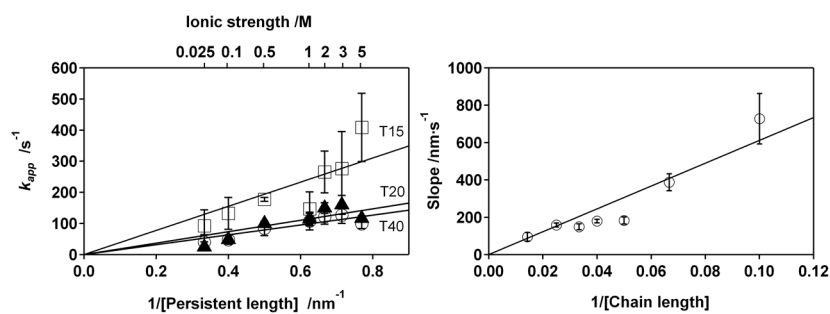 Ionic strength /M
0.025 0.1 0.5 1 2 3 5
600
500
400
300
200
100
0
k_app /s⁻¹
T15
T20
T40
0.0 0.2 0.4 0.6 0.8
1/[Persistent length] /nm⁻¹
1000
800
600
400
200
0
Slope /nm·s⁻¹
0.00 0.02 0.04 0.06 0.08 0.10 0.12
1/[Chain length]